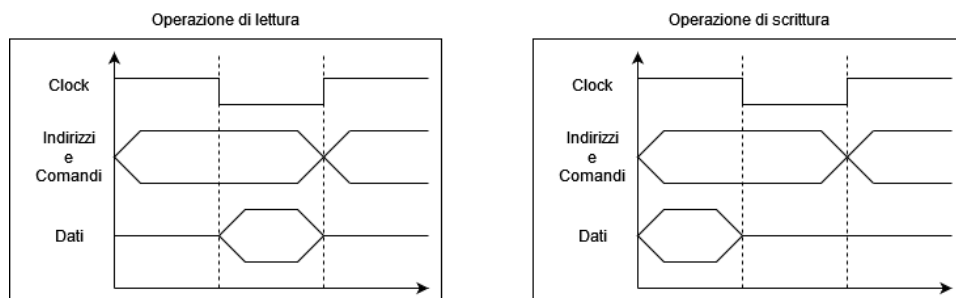 Operazione di lettura
Clock
Indirizzi
e
Comandi
Dati
Operazione di scrittura
Clock
Indirizzi
e
Comandi
Dati